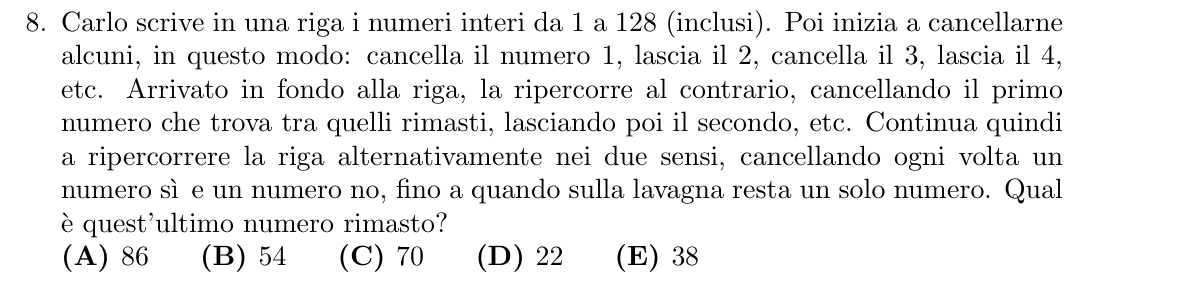 8. Carlo scrive in una riga i numeri interi da 1 a 128 (inclusi). Poi inizia a cancellarne
alcuni, in questo modo: cancella il numero 1, lascia il 2, cancella il 3, lascia il 4,
etc. Arrivato in fondo alla riga, la ripercorre al contrario, cancellando il primo
numero che trova tra quelli rimasti, lasciando poi il secondo, etc. Continua quindi
a ripercorrere la riga alternativamente nei due sensi, cancellando ogni volta un
numero sì e un numero no, fino a quando sulla lavagna resta un solo numero. Qual
è quest'ultimo numero rimasto?
(A) 86 (B) 54 (C) 70 (D) 22 (E) 38